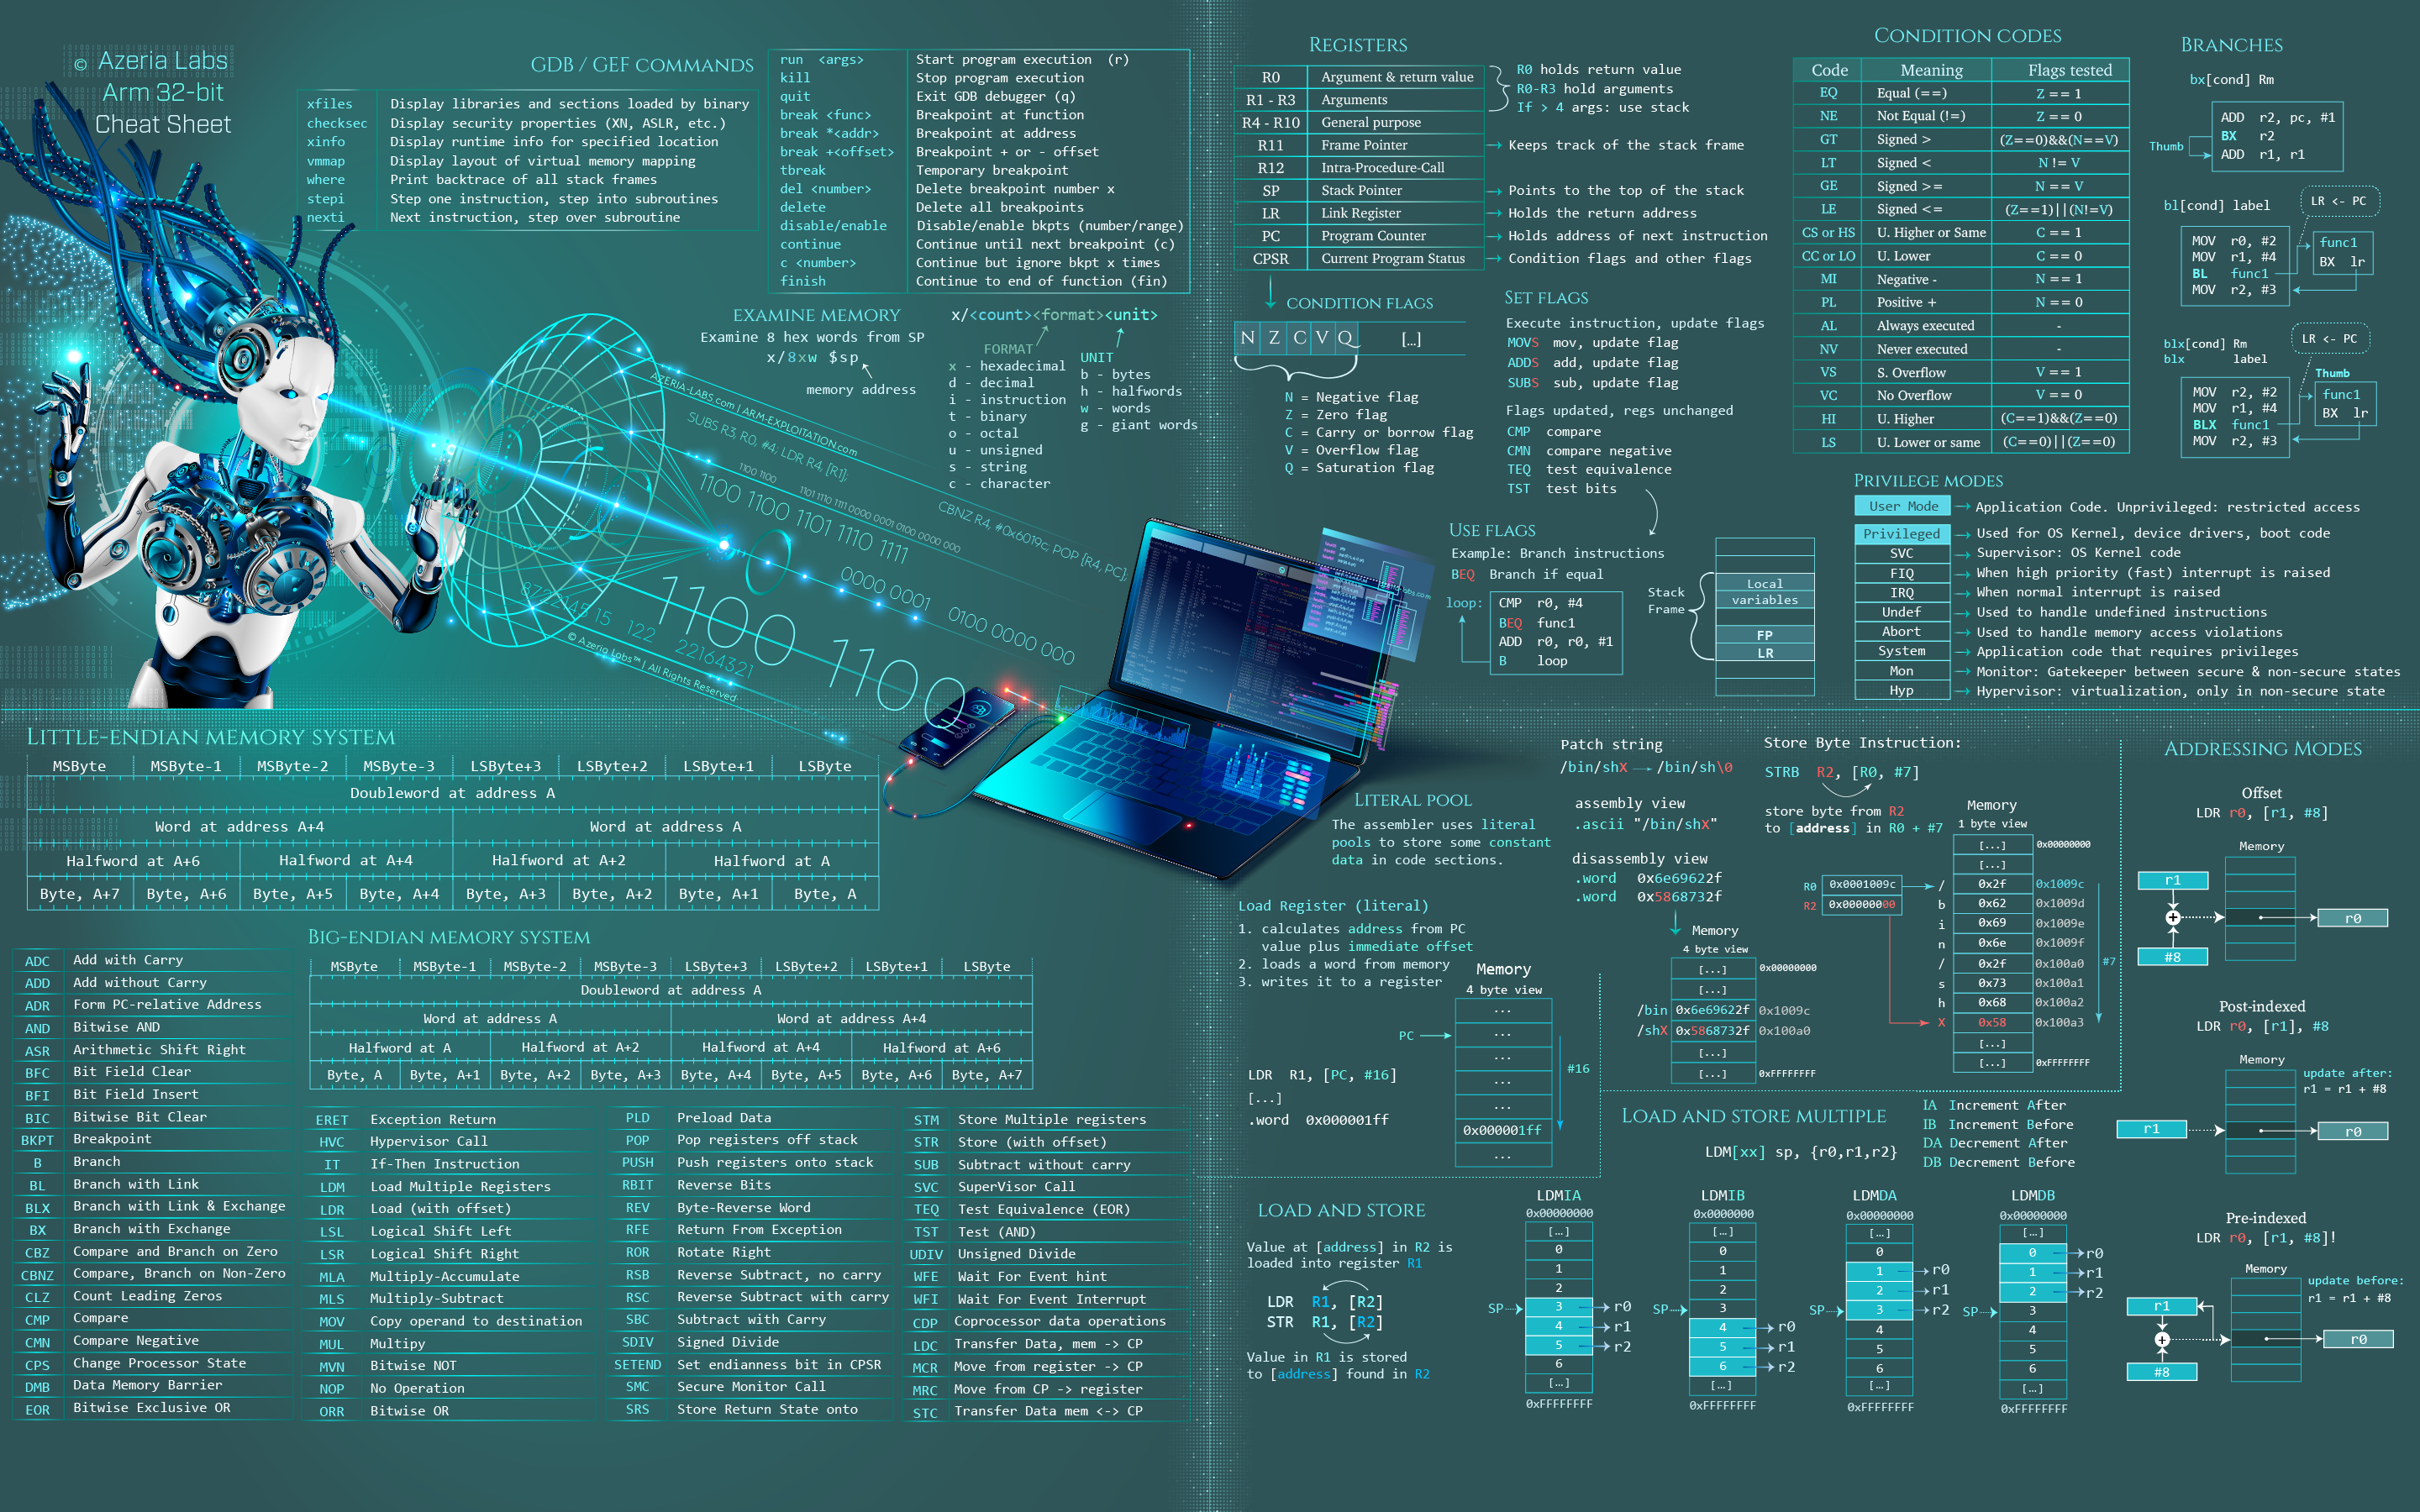 © Azeria Labs
Arm 32-bit
Cheat Sheet
GDB / GEF COMMANDS
xfiles Display libraries and sections loaded by binary
checksec Display security properties (XN, ASLR, etc.)
xinfo Display runtime info for specified location
vmmap Display layout of virtual memory mapping
where Print backtrace of all stack frames
stepi Step one instruction, step into subroutines
nexti Next instruction, step over subroutine
run <args> Start program execution (r)
kill Stop program execution
quit Exit GDB debugger (q)
break <func> Breakpoint at function
break *<addr> Breakpoint at address
break +<offset> Breakpoint + or - offset
tbreak Temporary breakpoint
del <number> Delete breakpoint number x
delete Delete all breakpoints
disable/enable Disable/enable bkpts (number/range)
continue Continue until next breakpoint (c)
c <number> Continue but ignore bkpt x times
finish Continue to end of function (fin)
EXAMINE MEMORY
Examine 8 hex words from SP
x/8xw $sp
memory address
x/<count><format><unit>
FORMAT
x - hexadecimal
d - decimal
i - instruction
t - binary
o - octal
u - unsigned
s - string
c - character
UNIT
b - bytes
h - halfwords
w - words
g - giant words
AZERIA-LABS.com | ARM-EXPLOITATION.com
SUBS R3, R0, #4; LDR R4, [R1];
CBNZ R4, #0x6019c; POP [R4, PC];
1100 1100 1101 1110 1111 0000 0001 0100 0000 000
1100 1100 1101 1110 1111
0000 0001 0100 0000 000
1100 1100
8722145 15 122 22164321
© Azeria Labs™ | All Rights Reserved
REGISTERS
R0 Argument & return value
R1 - R3 Arguments
R4 - R10 General purpose
R11 Frame Pointer
R12 Intra-Procedure-Call
SP Stack Pointer
LR Link Register
PC Program Counter
CPSR Current Program Status
R0 holds return value
R0-R3 hold arguments
If > 4 args: use stack
Keeps track of the stack frame
Points to the top of the stack
Holds the return address
Holds address of next instruction
Condition flags and other flags
CONDITION FLAGS
N Z C V Q [...]
N = Negative flag
Z = Zero flag
C = Carry or borrow flag
V = Overflow flag
Q = Saturation flag
SET FLAGS
Execute instruction, update flags
MOVS mov, update flag
ADDS add, update flag
SUBS sub, update flag
Flags updated, regs unchanged
CMP compare
CMN compare negative
TEQ test equivalence
TST test bits
USE FLAGS
Example: Branch instructions
BEQ Branch if equal
loop: CMP r0, #4
BEQ func1
ADD r0, r0, #1
B loop
Stack
Frame
Local
variables
FP
LR
CONDITION CODES
Code Meaning Flags tested
EQ Equal (==) Z == 1
NE Not Equal (!=) Z == 0
GT Signed > (Z==0)&&(N==V)
LT Signed < N != V
GE Signed >= N == V
LE Signed <= (Z==1)||(N!=V)
CS or HS U. Higher or Same C == 1
CC or LO U. Lower C == 0
MI Negative - N == 1
PL Positive + N == 0
AL Always executed -
NV Never executed -
VS S. Overflow V == 1
VC No Overflow V == 0
HI U. Higher (C==1)&&(Z==0)
LS U. Lower or same (C==0)||(Z==0)
BRANCHES
bx[cond] Rm
ADD r2, pc, #1
BX r2
ADD r1, r1
Thumb
bl[cond] label
LR <- PC
MOV r0, #2
MOV r1, #4
BL func1
MOV r2, #3
func1
BX lr
blx[cond] Rm
blx label
LR <- PC
Thumb
MOV r2, #2
MOV r1, #4
BLX func1
MOV r2, #3
func1
BX lr
PRIVILEGE MODES
User Mode Application Code. Unprivileged: restricted access
Privileged Used for OS Kernel, device drivers, boot code
SVC Supervisor: OS Kernel code
FIQ When high priority (fast) interrupt is raised
IRQ When normal interrupt is raised
Undef Used to handle undefined instructions
Abort Used to handle memory access violations
System Application code that requires privileges
Mon Monitor: Gatekeeper between secure & non-secure states
Hyp Hypervisor: virtualization, only in non-secure state
LITTLE-ENDIAN MEMORY SYSTEM
MSByte MSByte-1 MSByte-2 MSByte-3 LSByte+3 LSByte+2 LSByte+1 LSByte
Doubleword at address A
Word at address A+4 Word at address A
Halfword at A+6 Halfword at A+4 Halfword at A+2 Halfword at A
Byte, A+7 Byte, A+6 Byte, A+5 Byte, A+4 Byte, A+3 Byte, A+2 Byte, A+1 Byte, A
BIG-ENDIAN MEMORY SYSTEM
MSByte MSByte-1 MSByte-2 MSByte-3 LSByte+3 LSByte+2 LSByte+1 LSByte
Doubleword at address A
Word at address A Word at address A+4
Halfword at A Halfword at A+2 Halfword at A+4 Halfword at A+6
Byte, A Byte, A+1 Byte, A+2 Byte, A+3 Byte, A+4 Byte, A+5 Byte, A+6 Byte, A+7
ADC Add with Carry
ADD Add without Carry
ADR Form PC-relative Address
AND Bitwise AND
ASR Arithmetic Shift Right
BFC Bit Field Clear
BFI Bit Field Insert
BIC Bitwise Bit Clear
BKPT Breakpoint
B Branch
BL Branch with Link
BLX Branch with Link & Exchange
BX Branch with Exchange
CBZ Compare and Branch on Zero
CBNZ Compare, Branch on Non-Zero
CLZ Count Leading Zeros
CMP Compare
CMN Compare Negative
CPS Change Processor State
DMB Data Memory Barrier
EOR Bitwise Exclusive OR
ERET Exception Return
HVC Hypervisor Call
IT If-Then Instruction
LDM Load Multiple Registers
LDR Load (with offset)
LSL Logical Shift Left
LSR Logical Shift Right
MLA Multiply-Accumulate
MLS Multiply-Subtract
MOV Copy operand to destination
MUL Multipy
MVN Bitwise NOT
NOP No Operation
ORR Bitwise OR
PLD Preload Data
POP Pop registers off stack
PUSH Push registers onto stack
RBIT Reverse Bits
REV Byte-Reverse Word
RFE Return From Exception
ROR Rotate Right
RSB Reverse Subtract, no carry
RSC Reverse Subtract with carry
SBC Subtract with Carry
SDIV Signed Divide
SETEND Set endianness bit in CPSR
SMC Secure Monitor Call
SRS Store Return State onto
STM Store Multiple registers
STR Store (with offset)
SUB Subtract without carry
SVC SuperVisor Call
TEQ Test Equivalence (EOR)
TST Test (AND)
UDIV Unsigned Divide
WFE Wait For Event hint
WFI Wait For Event Interrupt
CDP Coprocessor data operations
LDC Transfer Data, mem -> CP
MCR Move from register -> CP
MRC Move from CP -> register
STC Transfer Data mem <-> CP
LITERAL POOL
The assembler uses literal
pools to store some constant
data in code sections.
Load Register (literal)
1. calculates address from PC
value plus immediate offset
2. loads a word from memory
3. writes it to a register
LDR R1, [PC, #16]
[...]
.word 0x000001ff
Memory
4 byte view
...
PC ...
...
...
...
0x000001ff
...
#16
Patch string
/bin/shX /bin/sh\0
assembly view
.ascii "/bin/shX"
disassembly view
.word 0x6e69622f
.word 0x5868732f
Memory
4 byte view
[...] 0x00000000
[...]
/bin 0x6e69622f 0x1009c
/shX 0x5868732f 0x100a0
[...]
[...] 0xFFFFFFFF
Store Byte Instruction:
STRB R2, [R0, #7]
store byte from R2
to [address] in R0 + #7
R0 0x0001009c
R2 0x00000000
Memory
1 byte view
[...] 0x00000000
[...]
/ 0x2f 0x1009c
b 0x62 0x1009d
i 0x69 0x1009e
n 0x6e 0x1009f
/ 0x2f 0x100a0
s 0x73 0x100a1
h 0x68 0x100a2
X 0x58 0x100a3
[...]
[...] 0xFFFFFFFF
#7
LOAD AND STORE
Value at [address] in R2 is
loaded into register R1
LDR R1, [R2]
STR R1, [R2]
Value in R1 is stored
to [address] found in R2
LOAD AND STORE MULTIPLE
LDM[xx] sp, {r0,r1,r2}
IA Increment After
IB Increment Before
DA Decrement After
DB Decrement Before
LDMIA
0x00000000
[...]
0
1
2
SP 3 r0
4 r1
5 r2
6
[...]
0xFFFFFFFF
LDMIB
0x0000000
[...]
0
1
2
SP 3
4 r0
5 r1
6 r2
[...]
0xFFFFFFFF
LDMDA
0x00000000
[...]
0
1 r0
2 r1
SP 3 r2
4
5
6
[...]
0xFFFFFFFF
LDMDB
0x00000000
[...]
0 r0
1 r1
2 r2
SP 3
4
5
6
[...]
0xFFFFFFFF
ADDRESSING MODES
Offset
LDR r0, [r1, #8]
Memory
r1
+
#8
r0
Post-indexed
LDR r0, [r1], #8
Memory
update after:
r1 = r1 + #8
r1
r0
Pre-indexed
LDR r0, [r1, #8]!
Memory
update before:
r1 = r1 + #8
r1
+
#8
r0